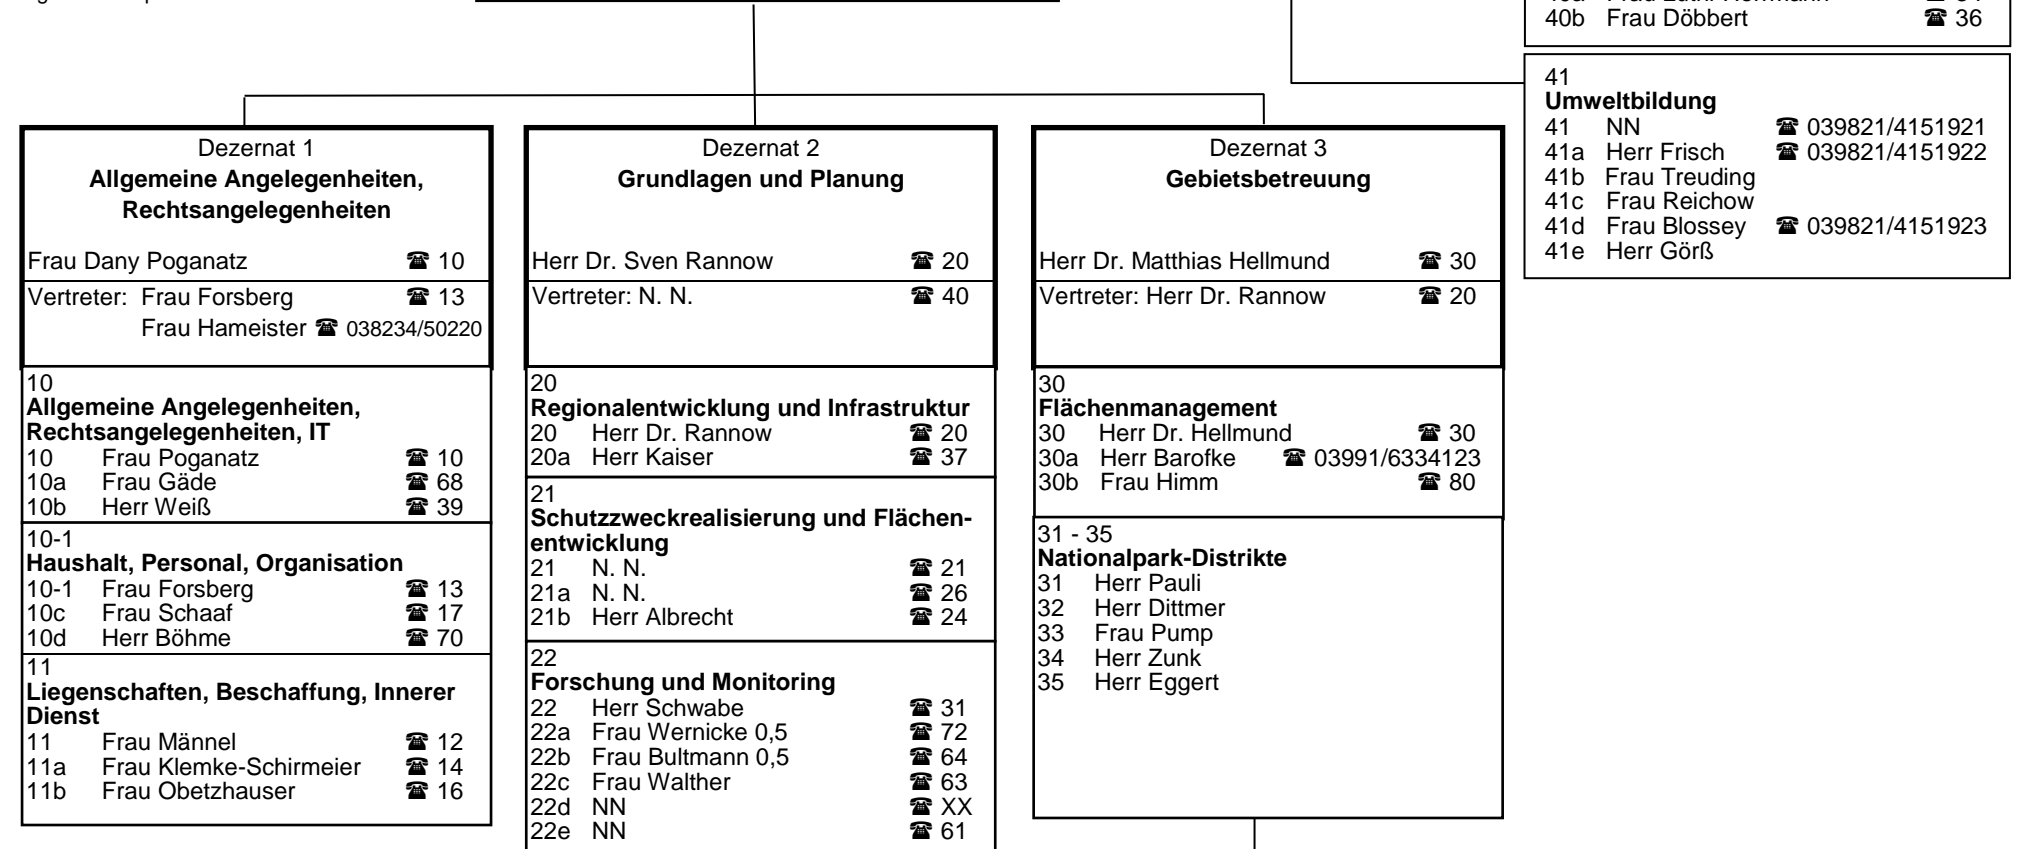 40b Frau Döbbert ☎ 36
41
Umweltbildung
41 NN ☎ 039821/4151921
41a Herr Frisch ☎ 039821/4151922
41b Frau Treuding
41c Frau Reichow
41d Frau Blossey ☎ 039821/4151923
41e Herr Görß
Dezernat 1
Allgemeine Angelegenheiten,
Rechtsangelegenheiten
Frau Dany Poganatz ☎ 10
Vertreter: Frau Forsberg ☎ 13
Frau Hameister ☎ 038234/50220
10
Allgemeine Angelegenheiten,
Rechtsangelegenheiten, IT
10 Frau Poganatz ☎ 10
10a Frau Gäde ☎ 68
10b Herr Weiß ☎ 39
10-1
Haushalt, Personal, Organisation
10-1 Frau Forsberg ☎ 13
10c Frau Schaaf ☎ 17
10d Herr Böhme ☎ 70
11
Liegenschaften, Beschaffung, Innerer
Dienst
11 Frau Männel ☎ 12
11a Frau Klemke-Schirmeier ☎ 14
11b Frau Obetzhauser ☎ 16
Dezernat 2
Grundlagen und Planung
Herr Dr. Sven Rannow ☎ 20
Vertreter: N. N. ☎ 40
20
Regionalentwicklung und Infrastruktur
20 Herr Dr. Rannow ☎ 20
20a Herr Kaiser ☎ 37
21
Schutzzweckrealisierung und Flächen-
entwicklung
21 N. N. ☎ 21
21a N. N. ☎ 26
21b Herr Albrecht ☎ 24
22
Forschung und Monitoring
22 Herr Schwabe ☎ 31
22a Frau Wernicke 0,5 ☎ 72
22b Frau Bultmann 0,5 ☎ 64
22c Frau Walther ☎ 63
22d NN ☎ XX
22e NN ☎ 61
Dezernat 3
Gebietsbetreuung
Herr Dr. Matthias Hellmund ☎ 30
Vertreter: Herr Dr. Rannow ☎ 20
30
Flächenmanagement
30 Herr Dr. Hellmund ☎ 30
30a Herr Barofke ☎ 03991/6334123
30b Frau Himm ☎ 80
31 - 35
Nationalpark-Distrikte
31 Herr Pauli
32 Herr Dittmer
33 Frau Pump
34 Herr Zunk
35 Herr Eggert